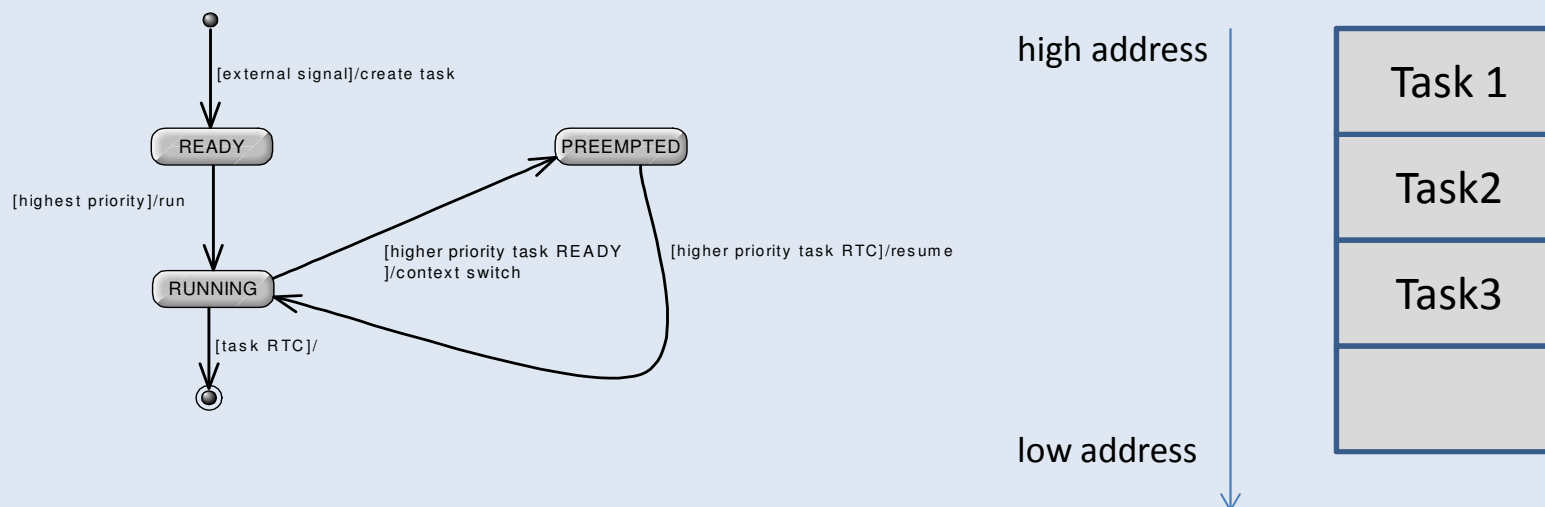 [external signal]/create task
READY
PREEMPTED
[highest priority]/run
[higher priority task READY
]/context switch
[higher priority task RTC]/resume
RUNNING
[task RTC]/
high address
low address
Task 1
Task2
Task3